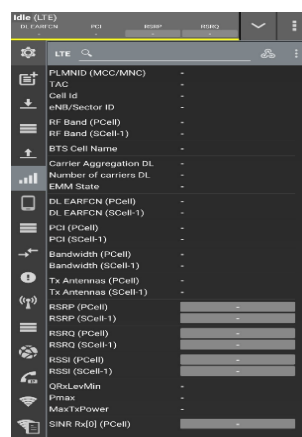 Idle (LTE)
DL EARFCN PCI RSRP RSRQ
- - - -
LTE
PLMNID (MCC/MNC) -
TAC -
Cell Id -
eNB/Sector ID -
RF Band (PCell) -
RF Band (SCell-1) -
BTS Cell Name -
Carrier Aggregation DL -
Number of carriers DL -
EMM State -
DL EARFCN (PCell) -
DL EARFCN (SCell-1) -
PCI (PCell) -
PCI (SCell-1) -
Bandwidth (PCell) -
Bandwidth (SCell-1) -
Tx Antennas (PCell) -
Tx Antennas (SCell-1) -
RSRP (PCell) -
RSRP (SCell-1) -
RSRQ (PCell) -
RSRQ (SCell-1) -
RSSI (PCell) -
RSSI (SCell-1) -
QRxLevMin -
Pmax -
MaxTxPower -
SINR Rx[0] (PCell) -